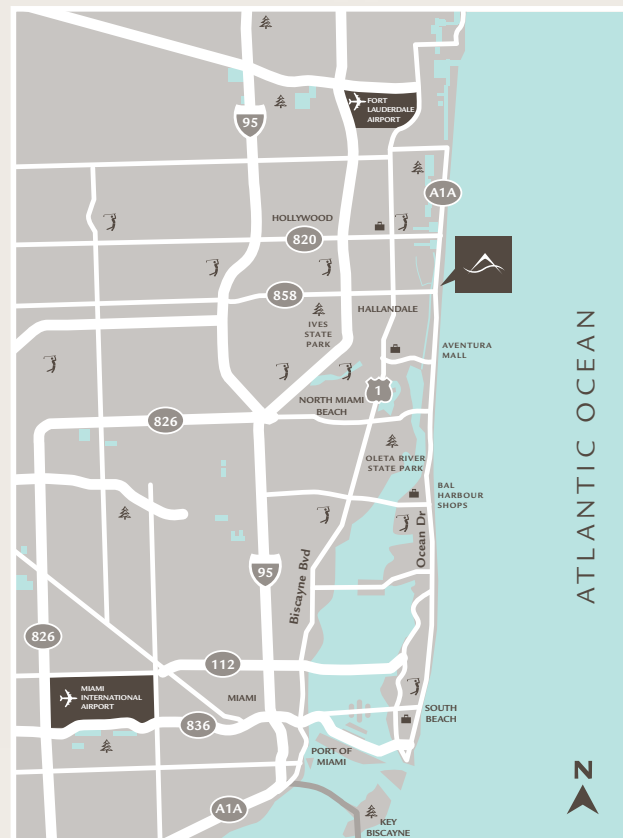 FORT
LAUDERDALE
AIRPORT
95
A1A
HOLLYWOOD
820
858
HALLANDALE
IVES
STATE
PARK
AVENTURA
MALL
1
NORTH MIAMI
BEACH
826
OLETA RIVER
STATE PARK
BAL
HARBOUR
SHOPS
ATLANTIC OCEAN
Ocean Dr
95
Biscayne Blvd
826
112
MIAMI
INTERNATIONAL
AIRPORT
MIAMI
SOUTH
BEACH
836
PORT OF
MIAMI
N
A1A
KEY
BISCAYNE